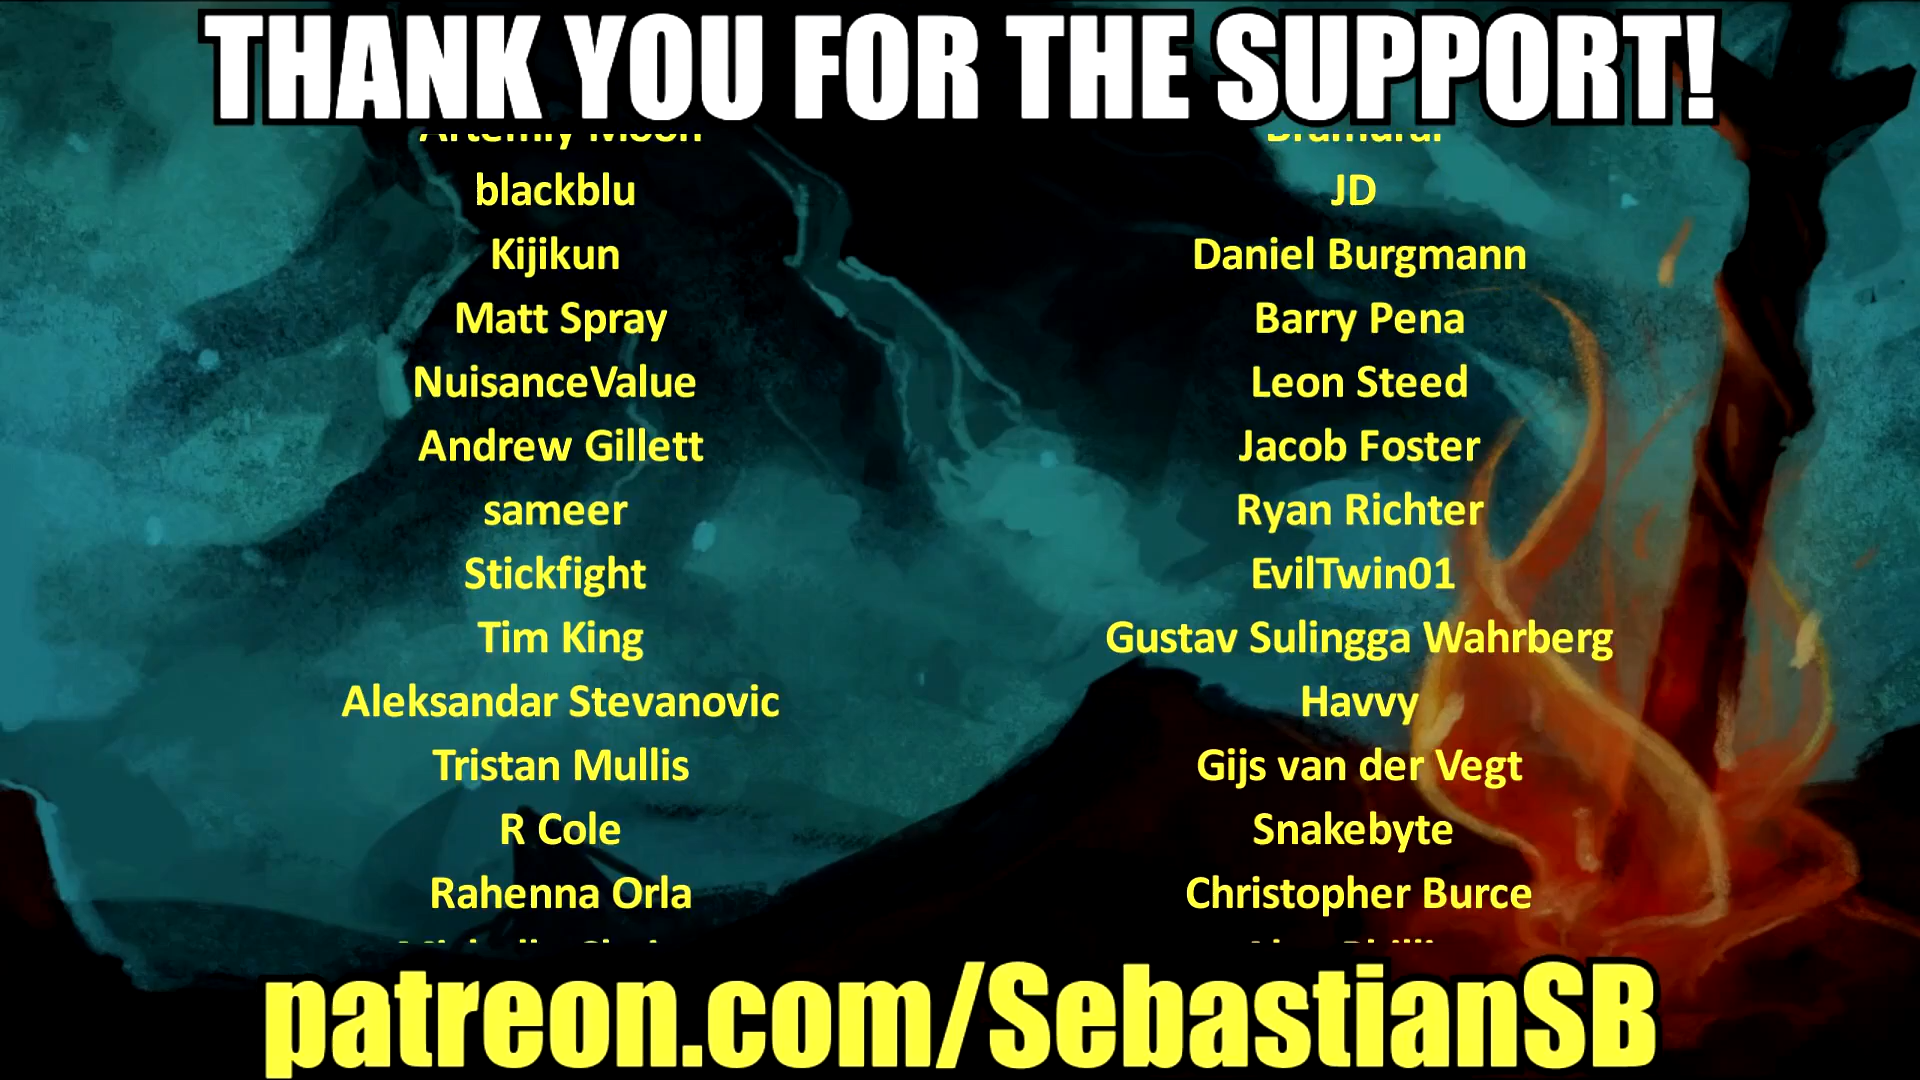 THANK YOU FOR THE SUPPORT!
Artemiy Moon
blackblu
Kijikun
Matt Spray
NuisanceValue
Andrew Gillett
sameer
Stickfight
Tim King
Aleksandar Stevanovic
Tristan Mullis
R Cole
Rahenna Orla
JD
Daniel Burgmann
Barry Pena
Leon Steed
Jacob Foster
Ryan Richter
EvilTwin01
Gustav Sulingga Wahrberg
Havvy
Gijs van der Vegt
Snakebyte
Christopher Burce
patreon.com/SebastianSB